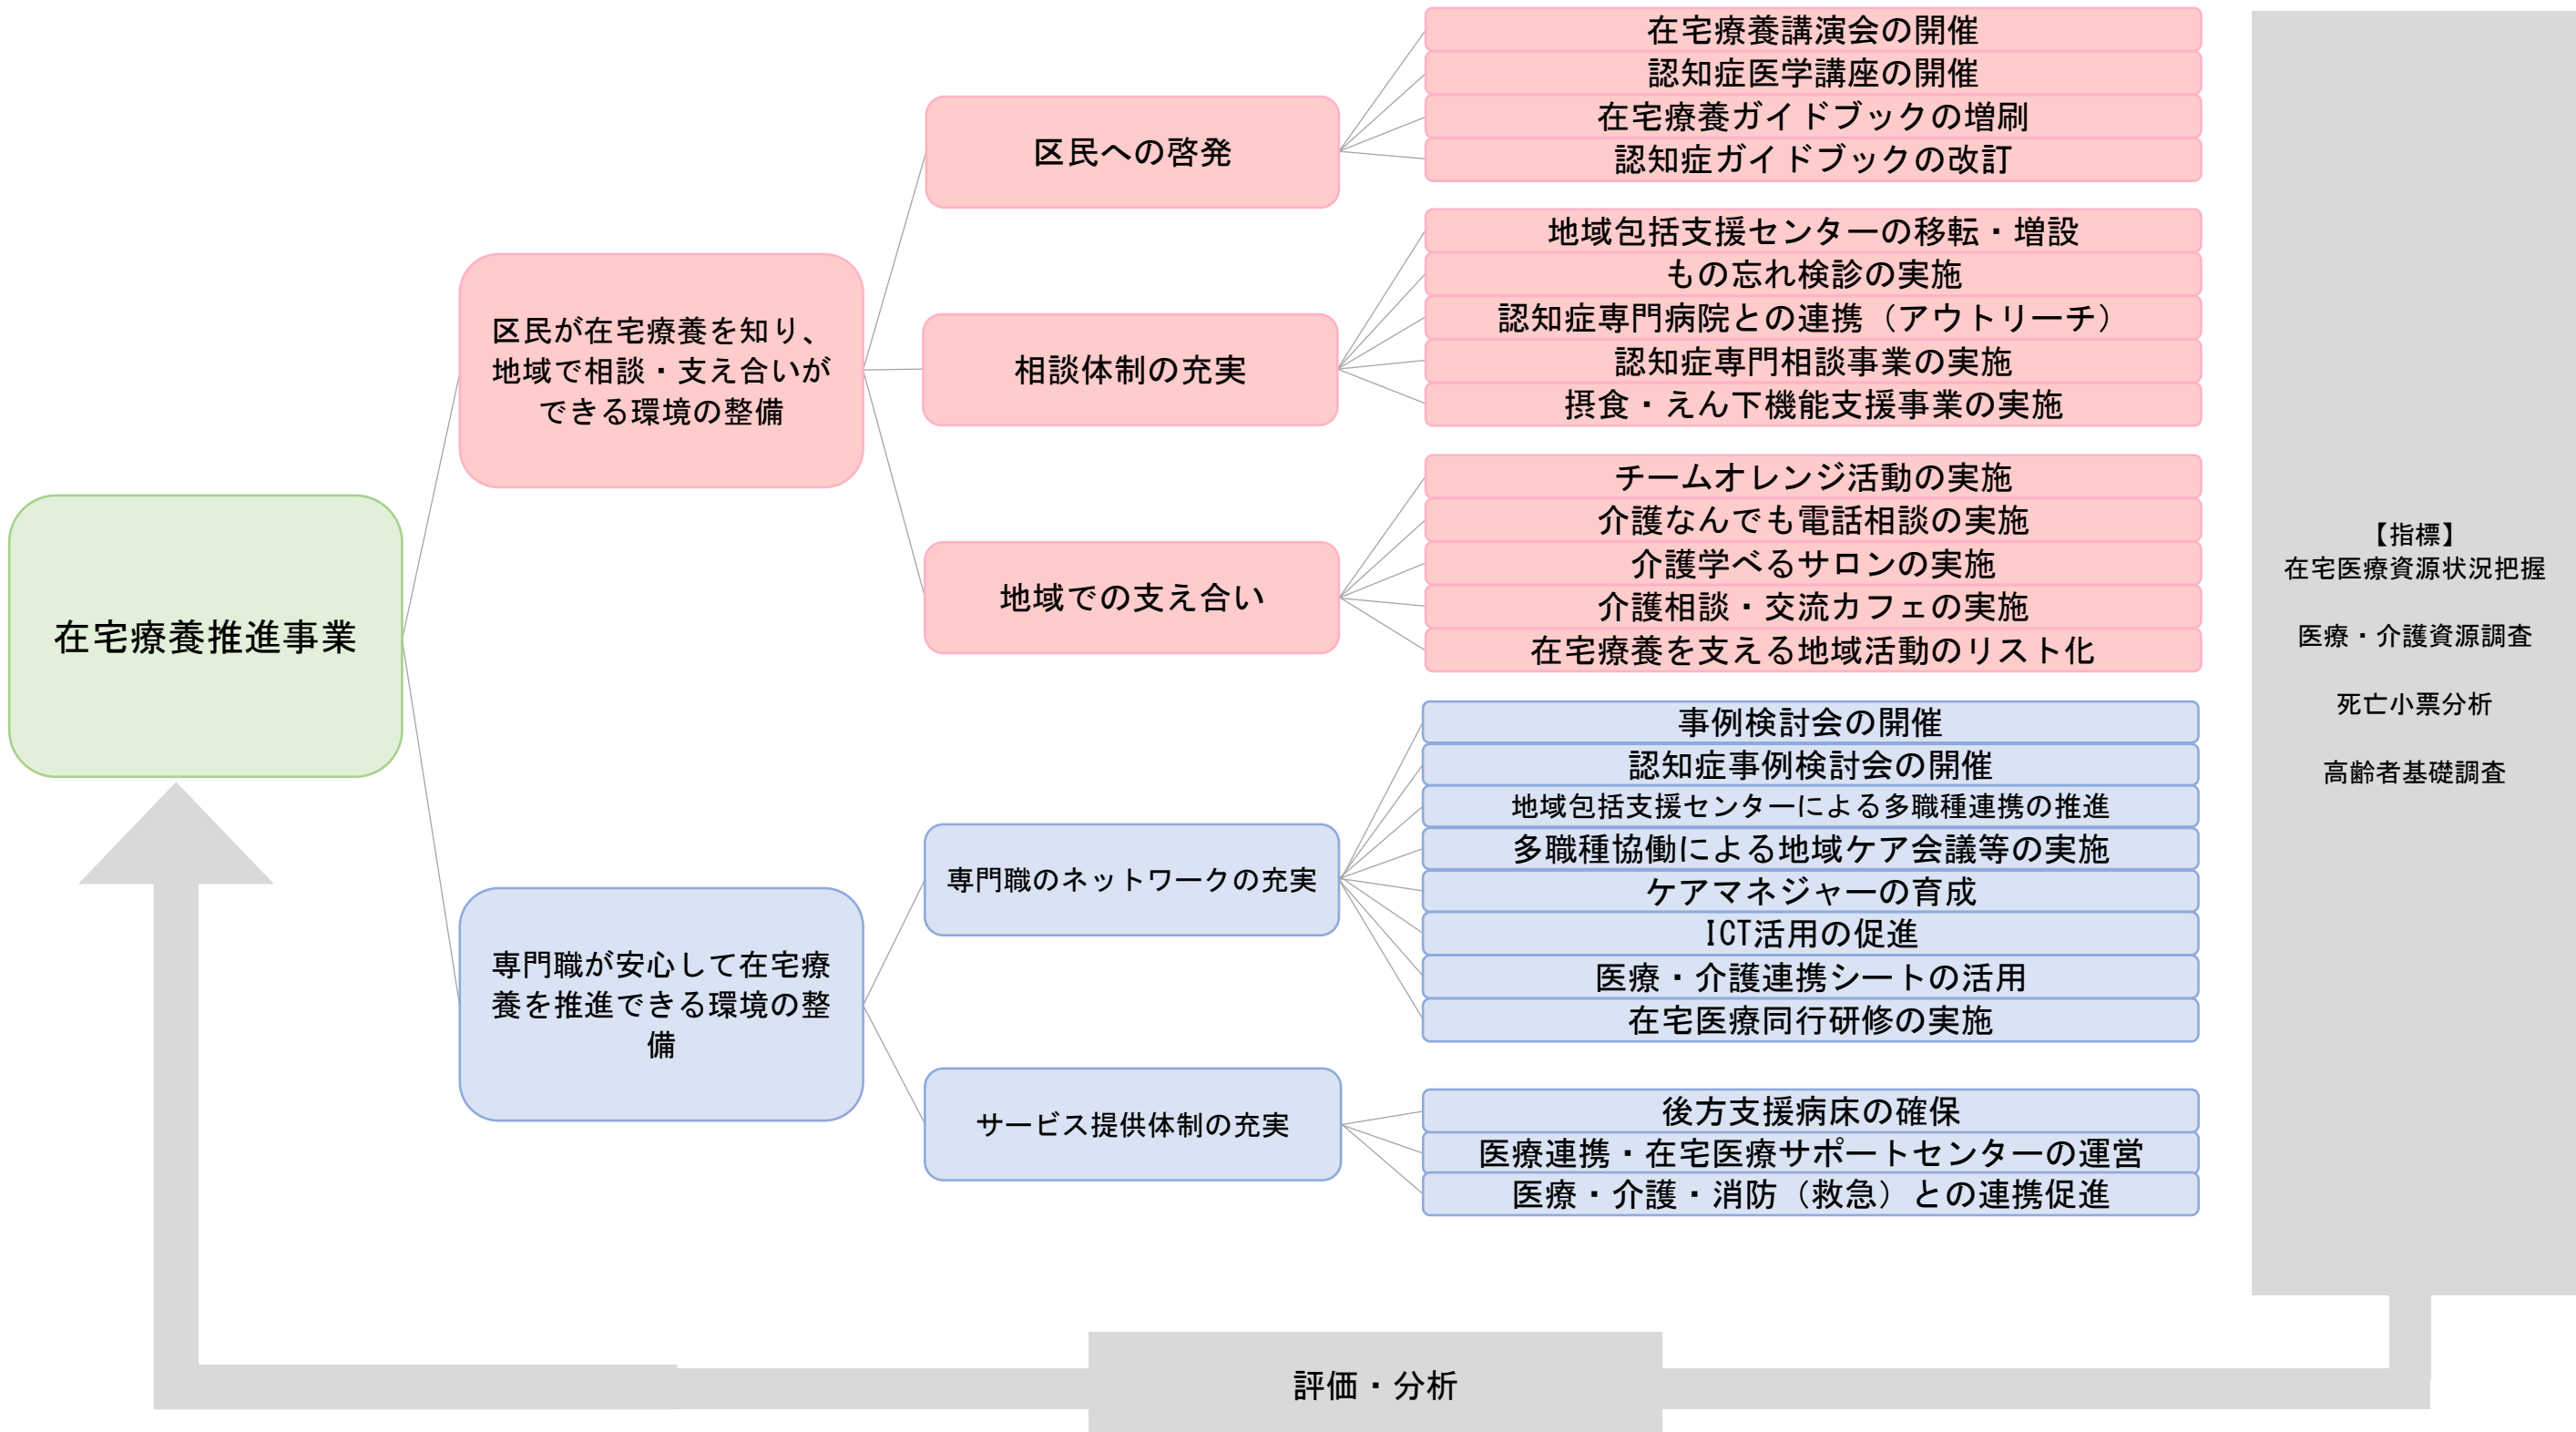 在宅療養推進事業
区民が在宅療養を知り、
地域で相談・支え合いが
できる環境の整備
区民への啓発
在宅療養講演会の開催
認知症医学講座の開催
在宅療養ガイドブックの増刷
認知症ガイドブックの改訂
相談体制の充実
地域包括支援センターの移転・増設
もの忘れ検診の実施
認知症専門病院との連携（アウトリーチ）
認知症専門相談事業の実施
摂食・えん下機能支援事業の実施
地域での支え合い
チームオレンジ活動の実施
介護なんでも電話相談の実施
介護学べるサロンの実施
介護相談・交流カフェの実施
在宅療養を支える地域活動のリスト化
専門職が安心して在宅療
養を推進できる環境の整
備
専門職のネットワークの充実
事例検討会の開催
認知症事例検討会の開催
地域包括支援センターによる多職種連携の推進
多職種協働による地域ケア会議等の実施
ケアマネジャーの育成
ICT活用の促進
医療・介護連携シートの活用
在宅医療同行研修の実施
サービス提供体制の充実
後方支援病床の確保
医療連携・在宅医療サポートセンターの運営
医療・介護・消防（救急）との連携促進
【指標】
在宅医療資源状況把握
医療・介護資源調査
死亡小票分析
高齢者基礎調査
評価・分析